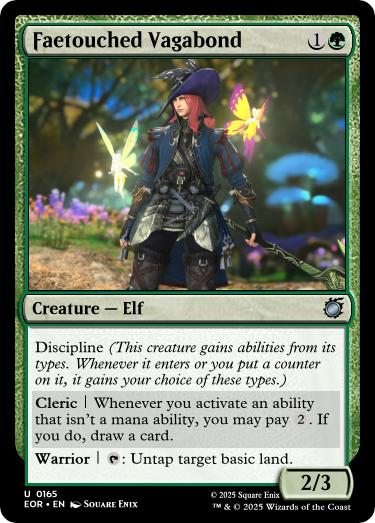 Faetouched Vagabond 1
Creature — Elf
Discipline (This creature gains abilities from its
types. Whenever it enters or you put a counter
on it, it gains your choice of these types.)
Cleric | Whenever you activate an ability
that isn't a mana ability, you may pay 2. If
you do, draw a card.
Warrior | : Untap target basic land.
2/3
U 0165
EOR • EN SQUARE ENIX
© 2025 Square Enix
™ & © 2025 Wizards of the Coast